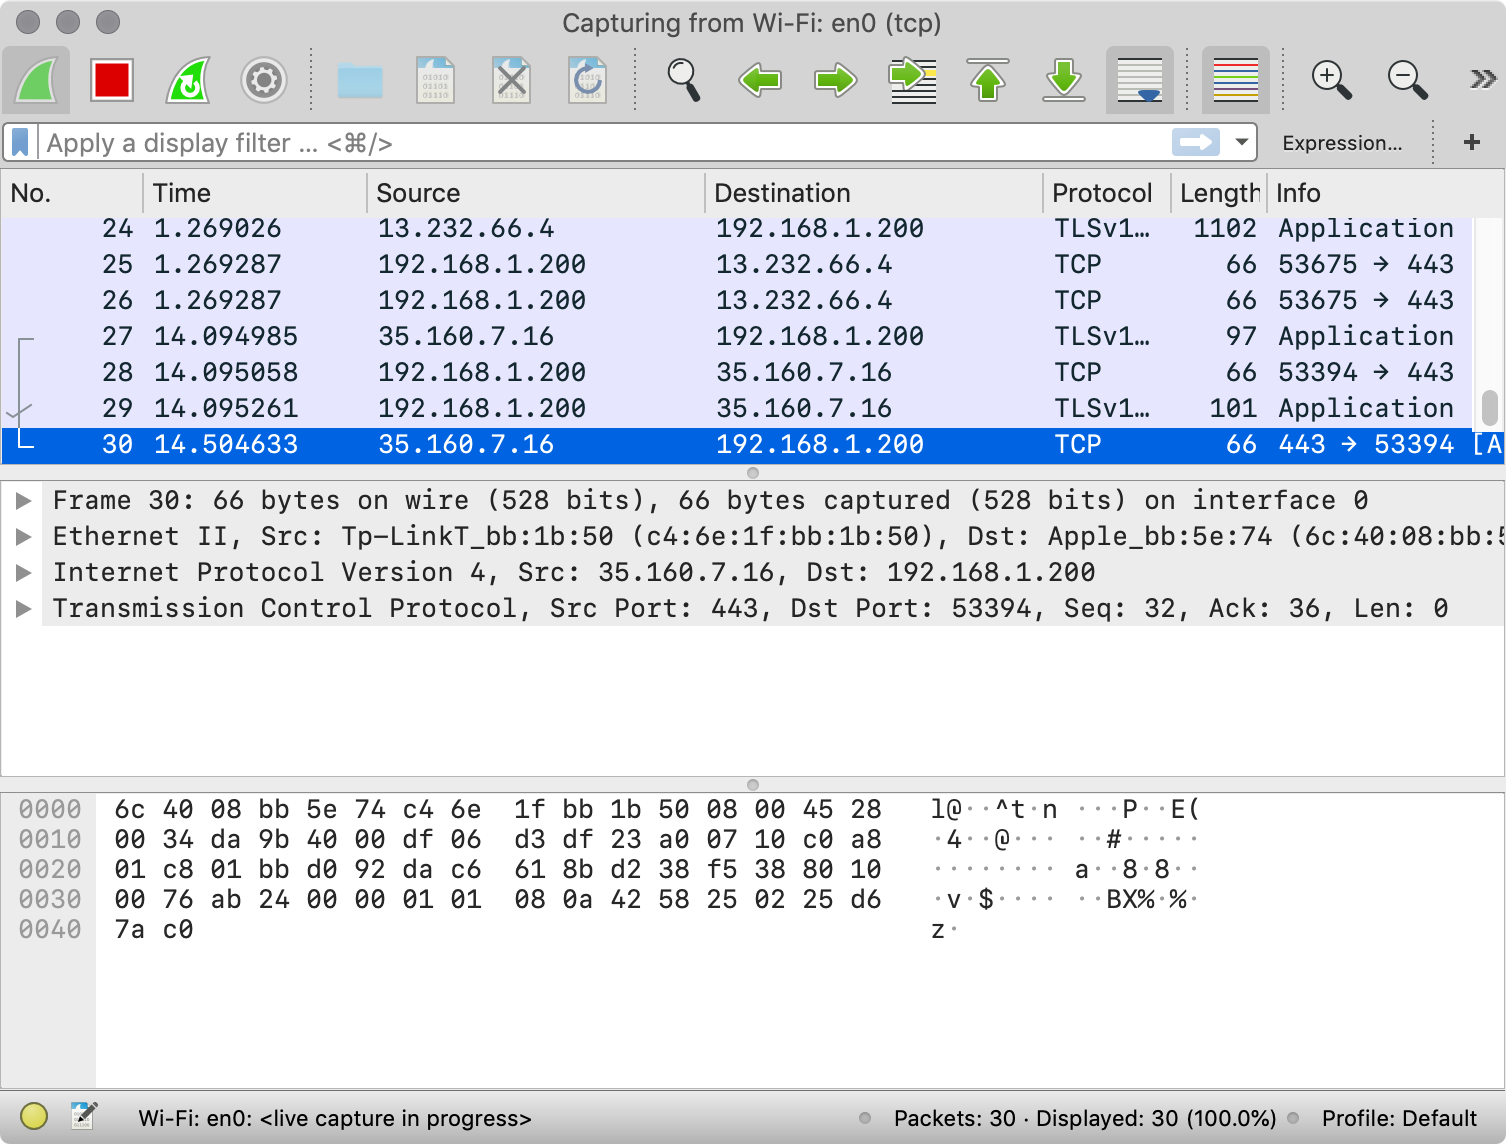 Capturing from Wi-Fi: en0 (tcp)
Apply a display filter ... <⌘/>
Expression...
+
No. Time Source Destination Protocol Length Info
24 1.269026 13.232.66.4 192.168.1.200 TLSv1… 1102 Application
25 1.269287 192.168.1.200 13.232.66.4 TCP 66 53675 → 443
26 1.269287 192.168.1.200 13.232.66.4 TCP 66 53675 → 443
27 14.094985 35.160.7.16 192.168.1.200 TLSv1… 97 Application
28 14.095058 192.168.1.200 35.160.7.16 TCP 66 53394 → 443
29 14.095261 192.168.1.200 35.160.7.16 TLSv1… 101 Application
30 14.504633 35.160.7.16 192.168.1.200 TCP 66 443 → 53394 [A
Frame 30: 66 bytes on wire (528 bits), 66 bytes captured (528 bits) on interface 0
Ethernet II, Src: Tp-LinkT_bb:1b:50 (c4:6e:1f:bb:1b:50), Dst: Apple_bb:5e:74 (6c:40:08:bb:5
Internet Protocol Version 4, Src: 35.160.7.16, Dst: 192.168.1.200
Transmission Control Protocol, Src Port: 443, Dst Port: 53394, Seq: 32, Ack: 36, Len: 0
0000 6c 40 08 bb 5e 74 c4 6e 1f bb 1b 50 08 00 45 28 l@··^t·n ···P··E(
0010 00 34 da 9b 40 00 df 06 d3 df 23 a0 07 10 c0 a8 ·4··@··· ··#·····
0020 01 c8 01 bb d0 92 da c6 61 8b d2 38 f5 38 80 10 ········ a··8·8··
0030 00 76 ab 24 00 00 01 01 08 0a 42 58 25 02 25 d6 ·v·$···· ··BX%·%·
0040 7a c0 z·
Wi-Fi: en0: <live capture in progress>
Packets: 30 · Displayed: 30 (100.0%)
Profile: Default